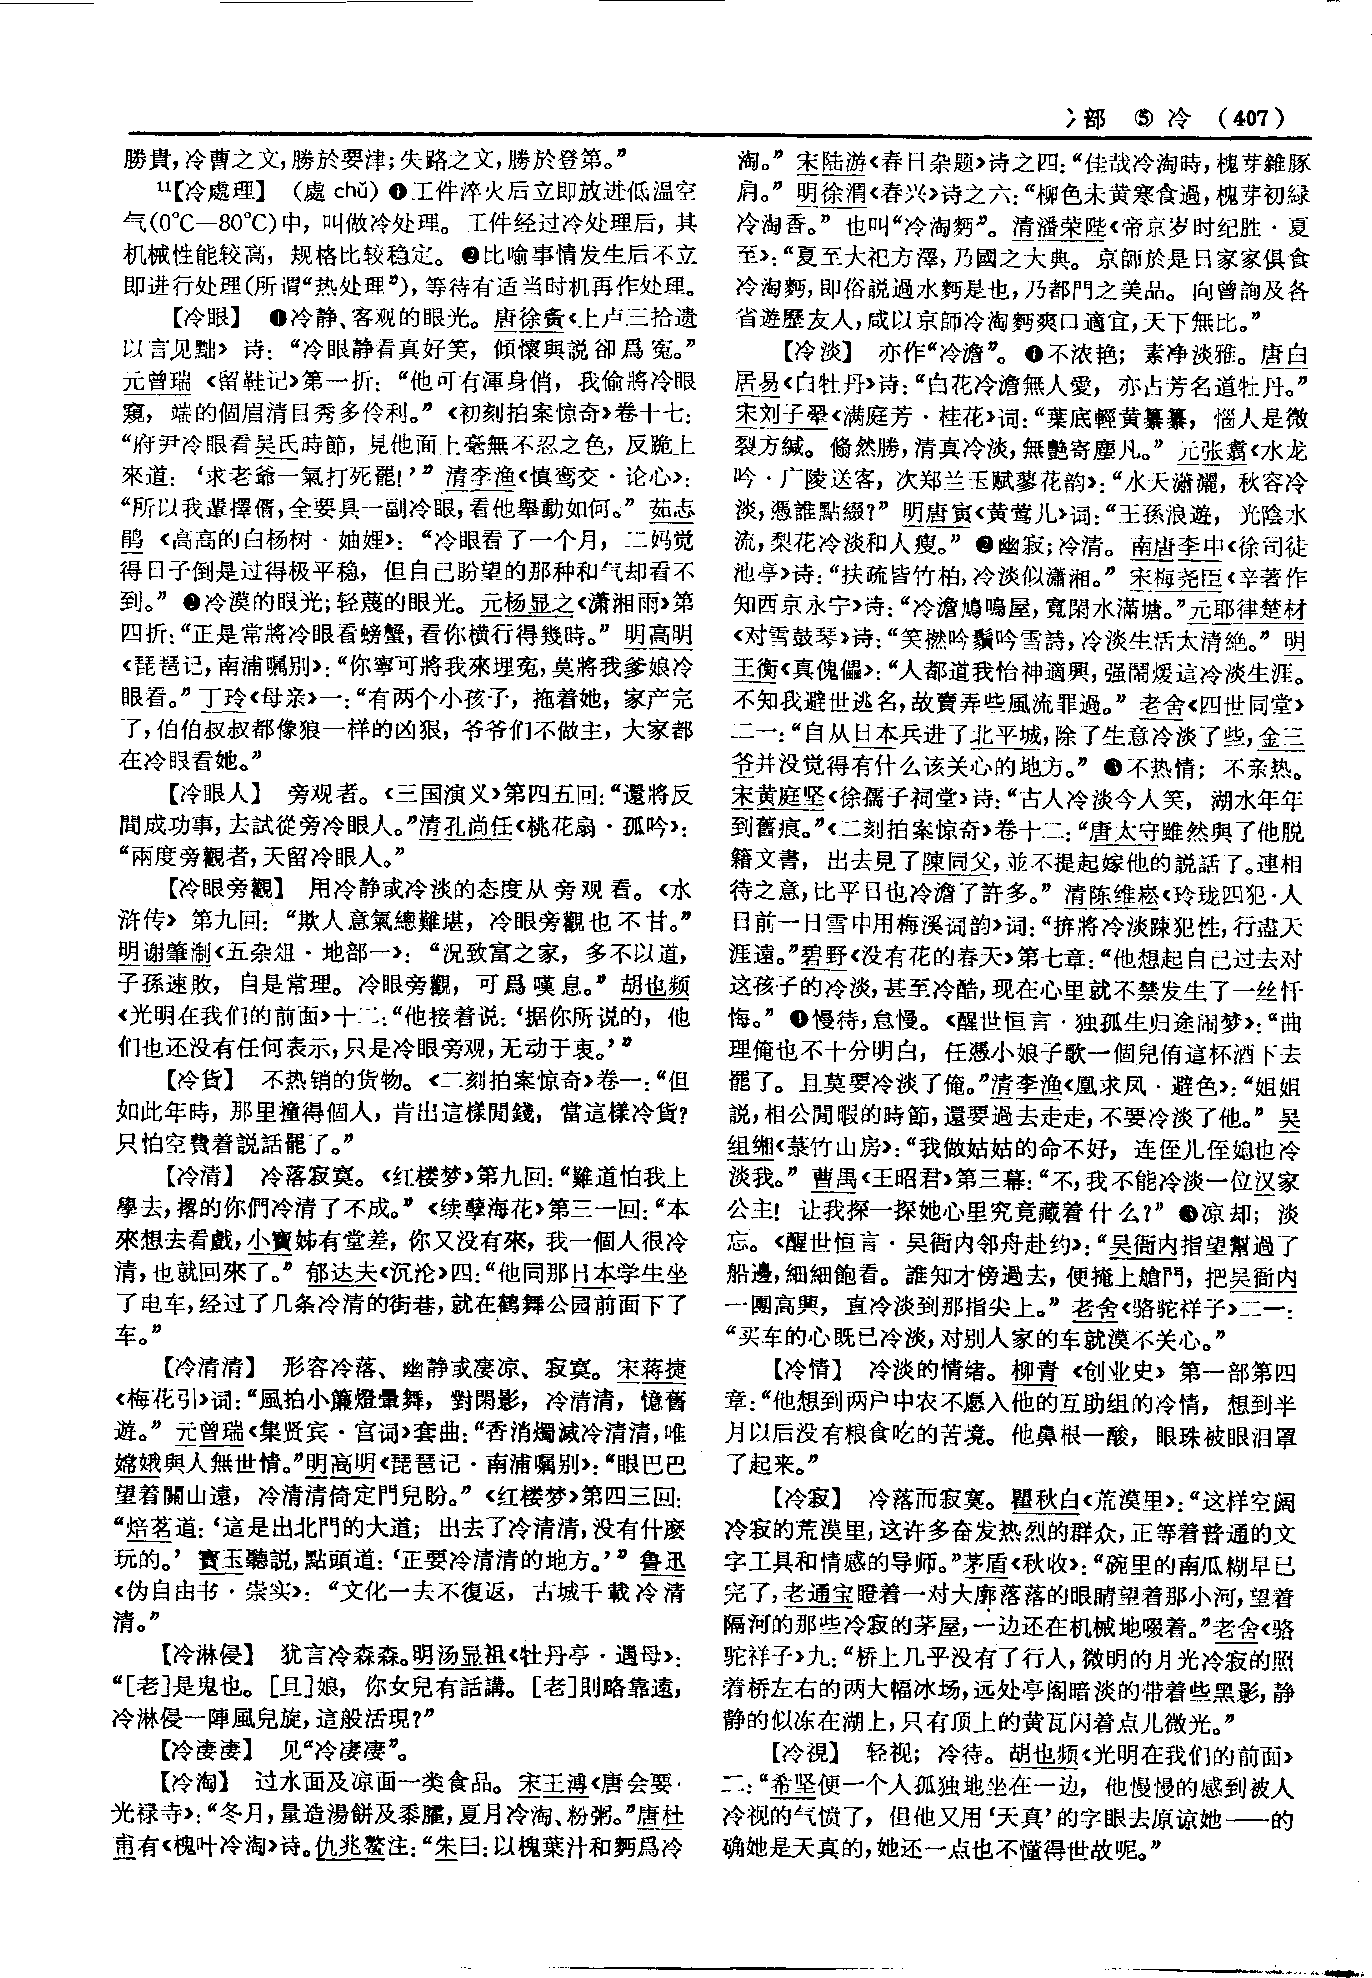 冫部 ⑤ 冷 (407)
勝貴,冷曹之文,勝於要津;失路之文,勝於登第。”
¹¹【冷處理】 (處 chǔ) ❶工件淬火后立即放进低温空
气(0℃—80℃)中，叫做冷处理。工件经过冷处理后，其
机械性能较高，规格比较稳定。❷比喻事情发生后不立
即进行处理(所谓“热处理”)，等待有适当时机再作处理。
【冷眼】 ❶冷静、客观的眼光。唐徐夤《上卢三拾遗
以言见黜》诗：“冷眼静看真好笑，傾懷與説卻爲冤。”
元曾瑞《留鞋记》第一折：“他可有渾身俏，我偷將冷眼
窺，端的個眉清目秀多伶利。”《初刻拍案惊奇》卷十七：
“府尹冷眼看吴氏時節，見他面上毫無不忍之色，反跪上
來道：‘求老爺一氣打死罷！’”清李渔《慎鸾交·论心》：
“所以我輩擇偦，全要具一副冷眼，看他舉動如何。”茹志
鹃《高高的白杨树·妯娌》：“冷眼看了一个月，二妈觉
得日子倒是过得极平稳，但自己盼望的那种和气却看不
到。”❷冷漠的眼光；轻蔑的眼光。元杨显之《潇湘雨》第
四折：“正是常將冷眼看螃蟹，看你横行得幾時。”明高明
《琵琶记，南浦嘱别》：“你寧可將我來埋冤，莫將我爹娘冷
眼看。”丁玲《母亲》一：“有两个小孩子，拖着她，家产完
了，伯伯叔叔都像狼一样的凶狠，爷爷们不做主，大家都
在冷眼看她。”
【冷眼人】 旁观者。《三国演义》第四五回：“還將反
間成功事，去試從旁冷眼人。”清孔尚任《桃花扇·孤吟》：
“兩度旁觀者，天留冷眼人。”
【冷眼旁觀】 用冷静或冷淡的态度从旁观看。《水
浒传》第九回：“欺人意氣總難堪，冷眼旁觀也不甘。”
明谢肇淛《五杂俎·地部一》：“況致富之家，多不以道，
子孫速敗，自是常理。冷眼旁觀，可爲嘆息。”胡也频
《光明在我们的前面》十二：“他接着说：‘据你所说的，他
们也还没有任何表示，只是冷眼旁观，无动于衷。’”
【冷貨】 不热销的货物。《二刻拍案惊奇》卷一：“但
如此年時，那里撞得個人，肯出這樣閒錢，當這樣冷貨？
只怕空費着説話罷了。”
【冷清】 冷落寂寞。《红楼梦》第九回：“難道怕我上
學去，撂的你們冷清了不成。”《续孽海花》第三一回：“本
來想去看戲，小寶姊有堂差，你又没有來，我一個人很冷
清，也就回來了。”郁达夫《沉沦》四：“他同那日本学生坐
了电车，经过了几条冷清的街巷，就在鹤舞公园前面下了
车。”
【冷清清】 形容冷落、幽静或凄凉、寂寞。宋蒋捷
《梅花引》词：“風拍小簾燈暈舞，對閑影，冷清清，憶舊
遊。”元曾瑞《集贤宾·宫词》套曲：“香消燭滅冷清清，唯
嫦娥與人無世情。”明高明《琵琶记·南浦嘱别》：“眼巴巴
望着關山遠，冷清清倚定門兒盼。”《红楼梦》第四三回：
“焙茗道：‘這是出北門的大道；出去了冷清清，没有什麽
玩的。’寶玉聽説，點頭道：‘正要冷清清的地方。’”鲁迅
《伪自由书·崇实》：“文化一去不復返，古城千載冷清
清。”
【冷淋侵】 犹言冷森森。明汤显祖《牡丹亭·遇母》：
“[老]是鬼也。[旦]娘，你女兒有話講。[老]則略靠遠，
冷淋侵一陣風兒旋，這般活現？”
【冷淒淒】 见“冷凄凄”。
【冷淘】 过水面及凉面一类食品。宋王溥《唐会要·
光禄寺》：“冬月，量造湯餅及黍臛，夏月冷淘、粉粥。”唐杜
甫有《槐叶冷淘》诗。仇兆鳌注：“朱曰：以槐葉汁和麪爲冷
淘。”宋陆游《春日杂题》诗之四：“佳哉冷淘時，槐芽雜豚
肩。”明徐渭《春兴》诗之六：“柳色未黄寒食過，槐芽初緑
冷淘香。”也叫“冷淘麪”。清潘荣陛《帝京岁时纪胜·夏
至》：“夏至大祀方澤，乃國之大典。京師於是日家家俱食
冷淘麪，即俗説過水麪是也，乃都門之美品。向曾詢及各
省遊歷友人，咸以京師冷淘麪爽口適宜，天下無比。”
【冷淡】 亦作“冷澹”。❶不浓艳；素净淡雅。唐白
居易《白牡丹》诗：“白花冷澹無人愛，亦占芳名道牡丹。”
宋刘子翚《满庭芳·桂花》词：“葉底輕黄纂纂，惱人是微
裂方緘。翛然勝，清真冷淡，無艷寄塵凡。”元张翥《水龙
吟·广陵送客，次郑兰玉赋蓼花韵》：“水天瀟灑，秋容冷
淡，憑誰點綴？”明唐寅《黄莺儿》词：“王孫浪遊，光陰水
流，梨花冷淡和人瘦。”❷幽寂；冷清。南唐李中《徐司徒
池亭》诗：“扶疏皆竹柏，冷淡似瀟湘。”宋梅尧臣《辛著作
知西京永宁》诗：“冷澹鳩鳴屋，寬閑水滿塘。”元耶律楚材
《对雪鼓琴》诗：“笑撚吟鬚吟雪詩，冷淡生活太清絶。”明
王衡《真傀儡》：“人都道我怡神適興，强鬧煖這冷淡生涯。
不知我避世逃名，故賣弄些風流罪過。”老舍《四世同堂》
二一：“自从日本兵进了北平城，除了生意冷淡了些，金三
爷并没觉得有什么该关心的地方。”❸不热情；不亲热。
宋黄庭坚《徐孺子祠堂》诗：“古人冷淡今人笑，湖水年年
到舊痕。”《二刻拍案惊奇》卷十二：“唐太守雖然與了他脱
籍文書，出去見了陳同父，並不提起嫁他的説話了。連相
待之意，比平日也冷澹了許多。”清陈维崧《玲珑四犯·人
日前一日雪中用梅溪词韵》词：“拚將冷淡踈犯性，行盡天
涯遠。”碧野《没有花的春天》第七章：“他想起自己过去对
这孩子的冷淡，甚至冷酷，现在心里就不禁发生了一丝忏
悔。”❹慢待，怠慢。《醒世恒言·独孤生归途闹梦》：“曲
理俺也不十分明白，任憑小娘子歌一個兒侑這杯酒下去
罷了。且莫要冷淡了俺。”清李渔《凰求凤·避色》：“姐姐
説，相公閒暇的時節，還要過去走走，不要冷淡了他。”吴
组缃《菉竹山房》：“我做姑姑的命不好，连侄儿侄媳也冷
淡我。”曹禺《王昭君》第三幕：“不，我不能冷淡一位汉家
公主！让我探一探她心里究竟藏着什么？”❺凉却；淡
忘。《醒世恒言·吴衙内邻舟赴约》：“吴衙内指望幫過了
船邊，細細飽看。誰知才傍過去，便掩上艙門，把吴衙内
一團高興，直冷淡到那指尖上。”老舍《骆驼祥子》二一：
“买车的心既已冷淡，对别人家的车就漠不关心。”
【冷情】 冷淡的情绪。柳青《创业史》第一部第四
章：“他想到两户中农不愿入他的互助组的冷情，想到半
月以后没有粮食吃的苦境。他鼻根一酸，眼珠被眼泪罩
了起来。”
【冷寂】 冷落而寂寞。瞿秋白《荒漠里》：“这样空阔
冷寂的荒漠里，这许多奋发热烈的群众，正等着普通的文
字工具和情感的导师。”茅盾《秋收》：“碗里的南瓜糊早已
完了，老通宝瞪着一对大廓落落的眼睛望着那小河，望着
隔河的那些冷寂的茅屋，一边还在机械地啜着。”老舍《骆
驼祥子》九：“桥上几乎没有了行人，微明的月光冷寂的照
着桥左右的两大幅冰场，远处亭阁暗淡的带着些黑影，静
静的似冻在湖上，只有顶上的黄瓦闪着点儿微光。”
【冷視】 轻视；冷待。胡也频《光明在我们的前面》
二：“希坚便一个人孤独地坐在一边，他慢慢的感到被人
冷视的气愤了，但他又用‘天真’的字眼去原谅她——的
确她是天真的，她还一点也不懂得世故呢。”